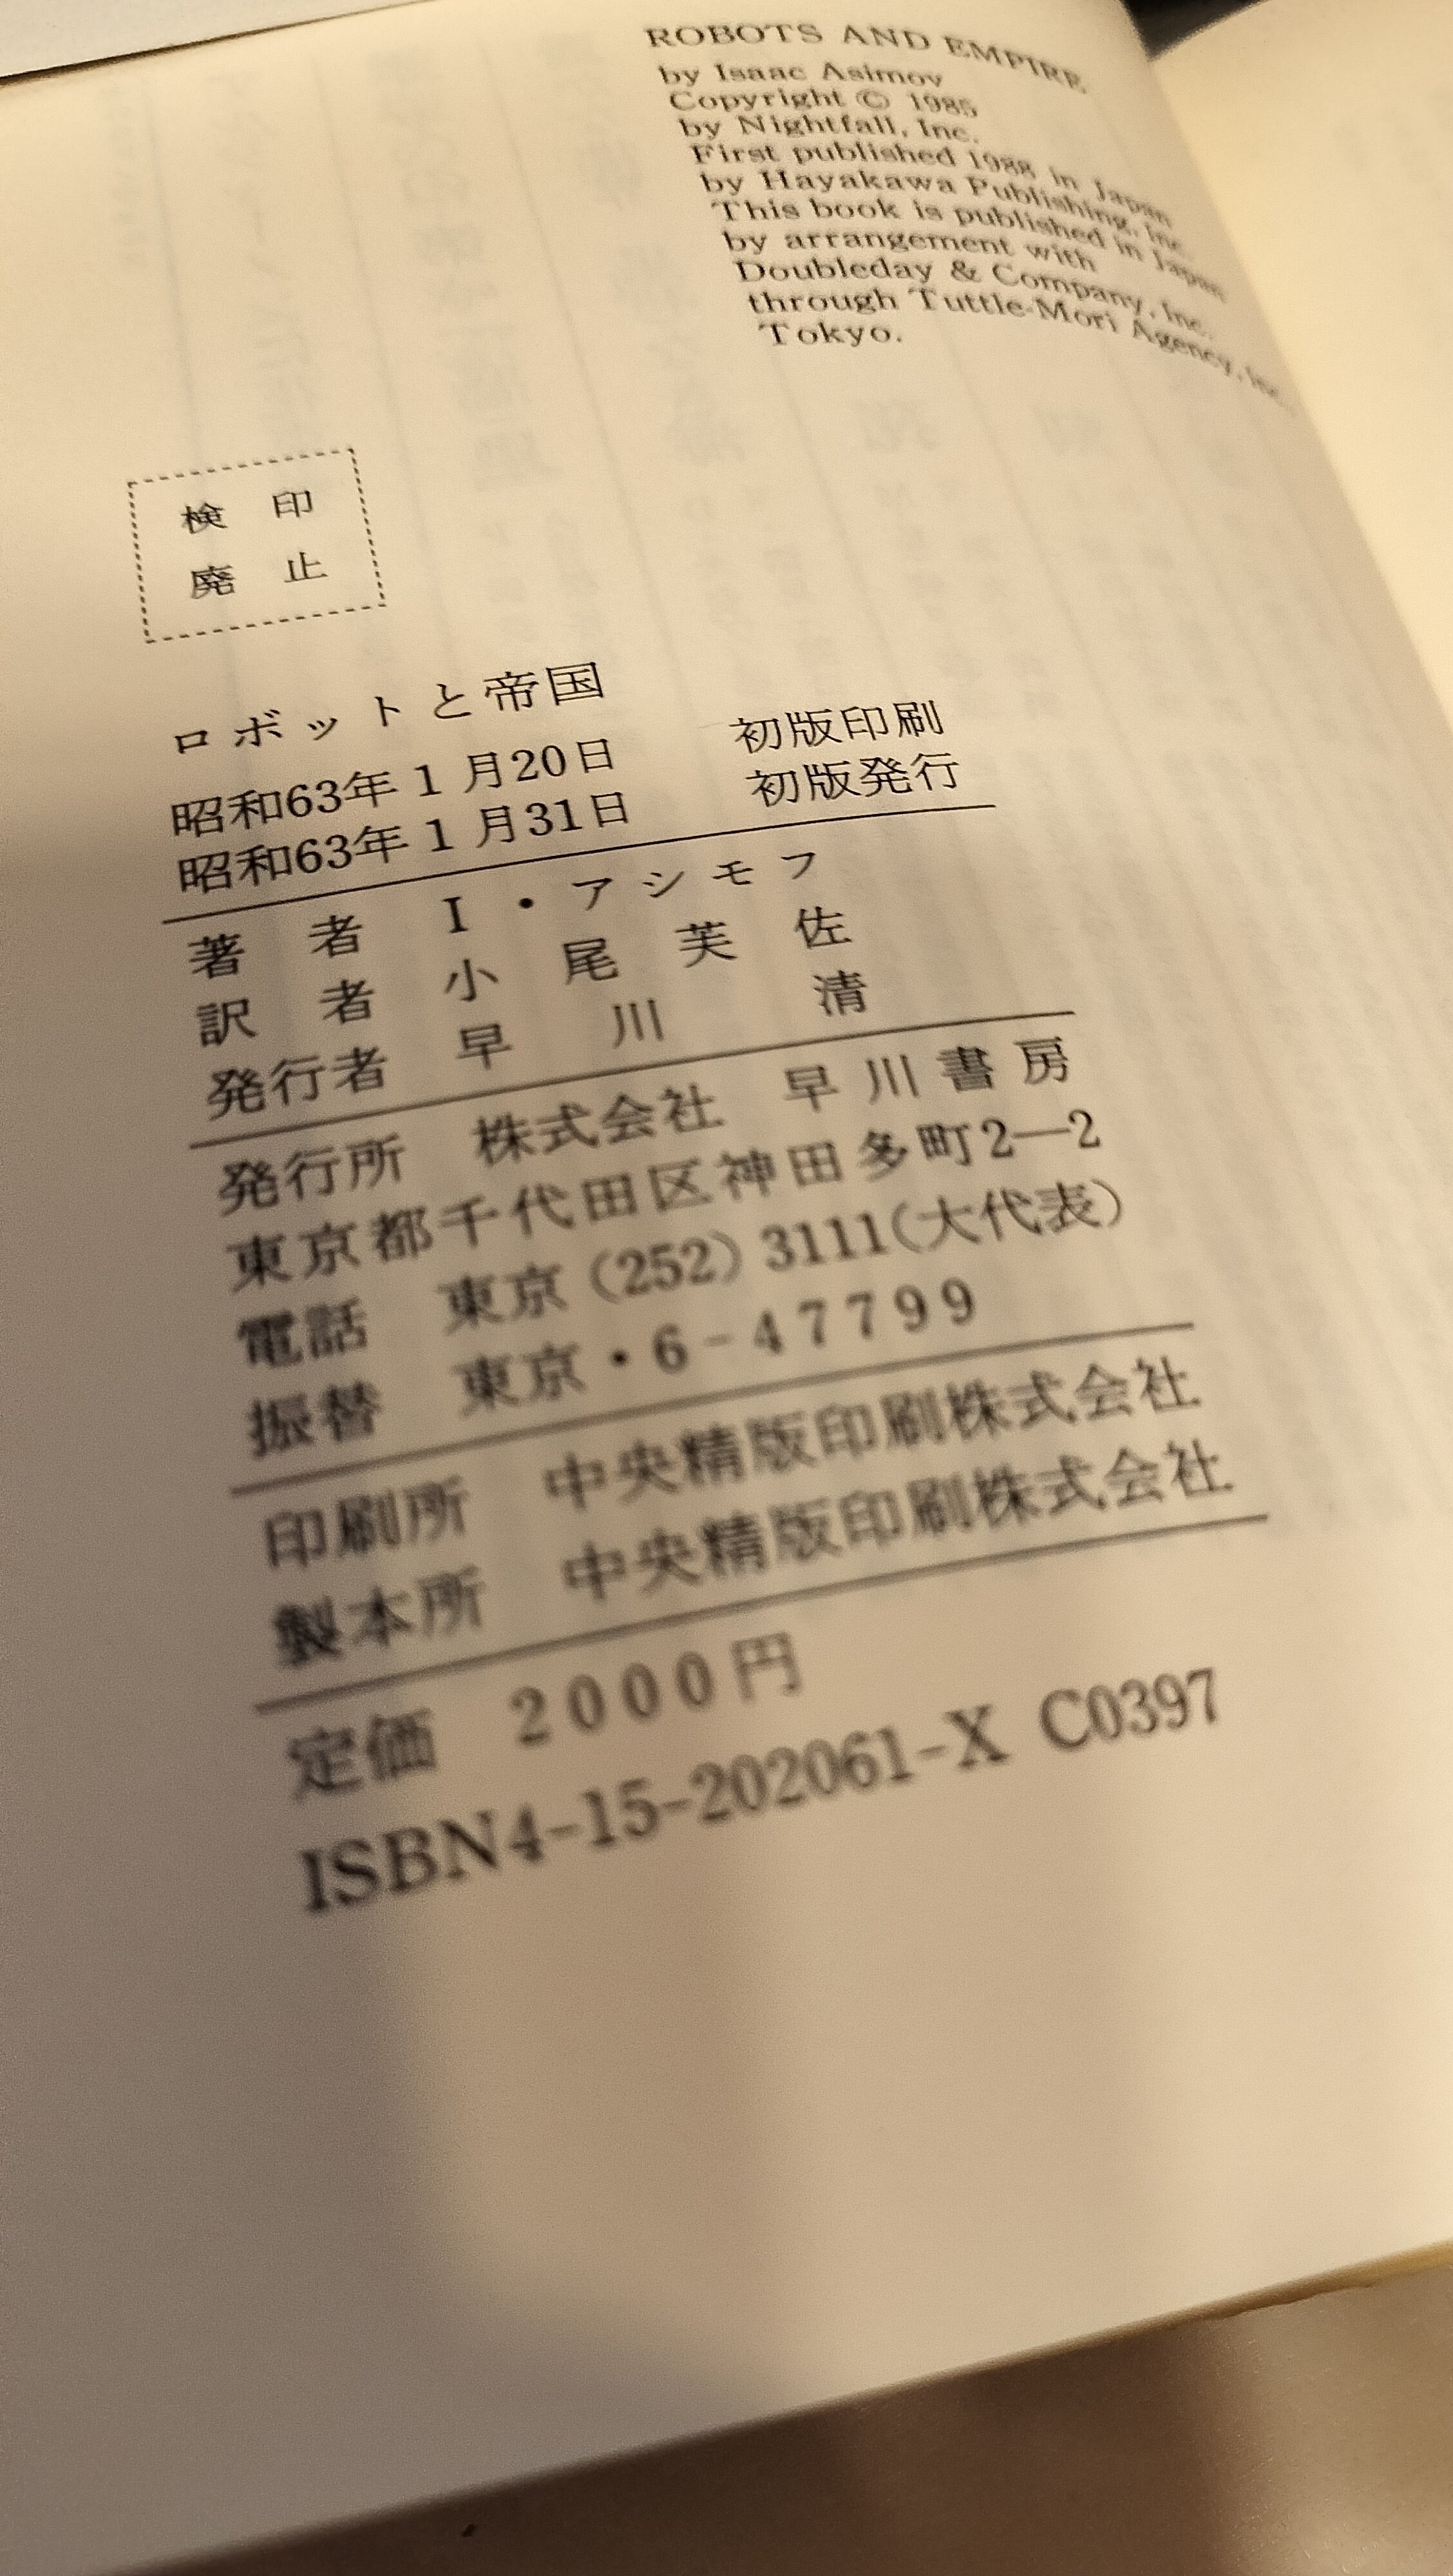 ROBOTS AND EMPIRE
by Isaac Asimov
Copyright © 1985
by Nightfall, Inc.
First published 1988 in Japan
by Hayakawa Publishing, Inc.
This book is published in Japan
by arrangement with
Doubleday & Company, Inc.
through Tuttle-Mori Agency, Inc.,
Tokyo.
検印
廃止
ロボットと帝国
昭和63年1月20日 初版印刷
昭和63年1月31日 初版発行
著者 I・アシモフ
訳者 小尾芙佐
発行者 早川 清
発行所 株式会社 早川書房
東京都千代田区神田多町2—2
電話 東京(252)3111(大代表)
振替 東京・6-47799
印刷所 中央精版印刷株式会社
製本所 中央精版印刷株式会社
定価 2000円
ISBN4-15-202061-X C0397